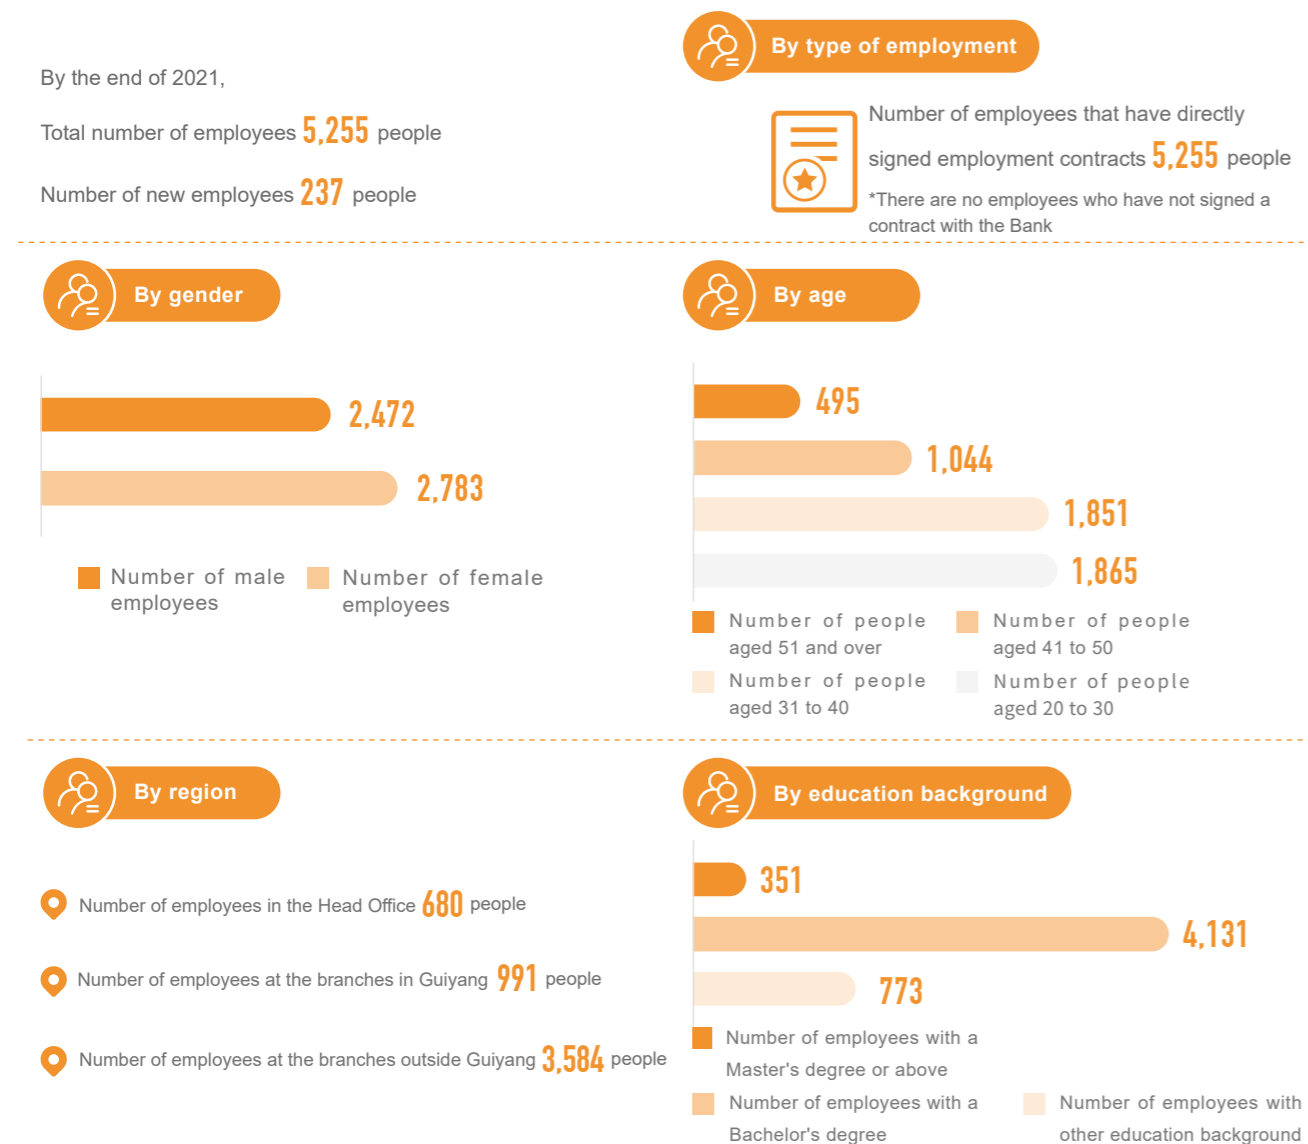 By the end of 2021,
Total number of employees 5,255 people
Number of new employees 237 people
By type of employment
Number of employees that have directly
signed employment contracts 5,255 people
*There are no employees who have not signed a
contract with the Bank
By gender
2,472
2,783
Number of male
employees
Number of female
employees
By age
495
1,044
1,851
1,865
Number of people
aged 51 and over
Number of people
aged 41 to 50
Number of people
aged 31 to 40
Number of people
aged 20 to 30
By region
Number of employees in the Head Office 680 people
Number of employees at the branches in Guiyang 991 people
Number of employees at the branches outside Guiyang 3,584 people
By education background
351
4,131
773
Number of employees with a
Master's degree or above
Number of employees with a
Bachelor's degree
Number of employees with
other education background